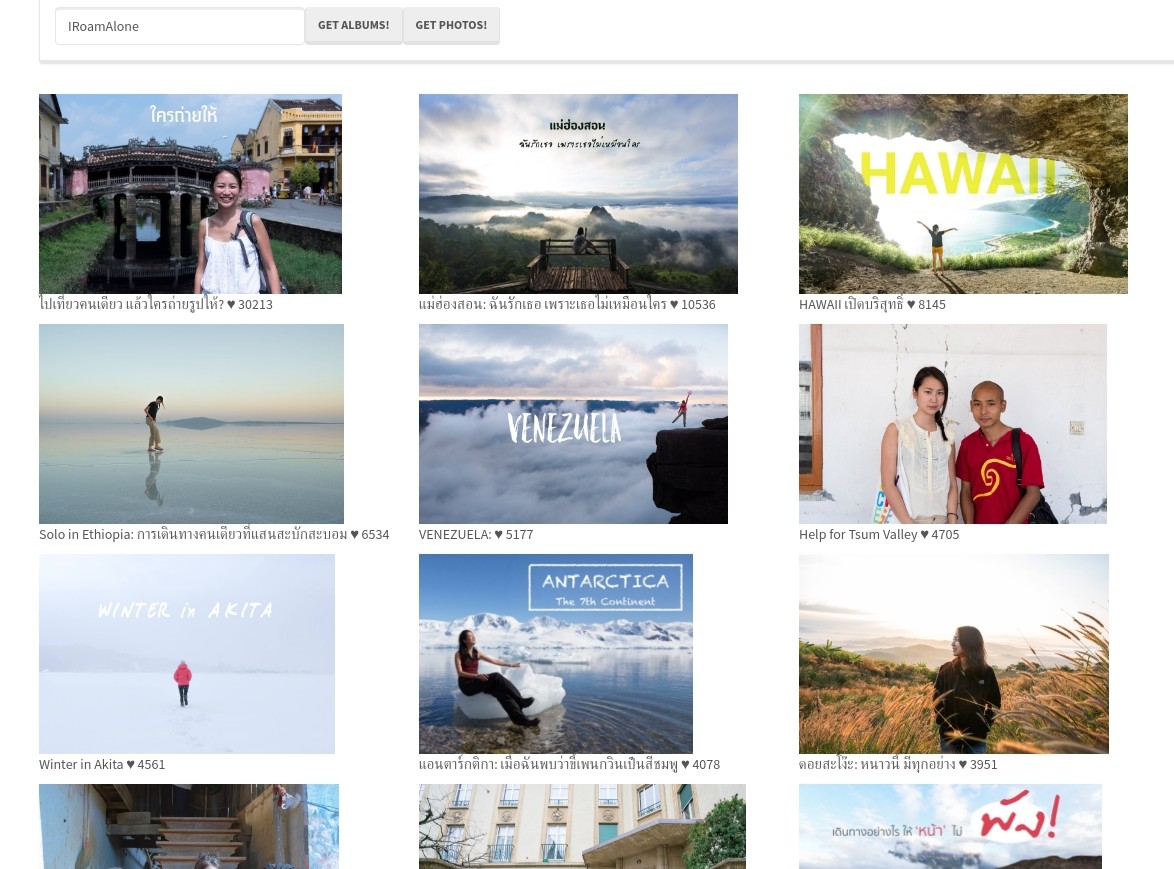 IRoamAlone
GET ALBUMS!
GET PHOTOS!
ใครถ่ายให้
ไปเที่ยวคนเดียว แล้วใครถ่ายรูปให้? ♥ 30213
แม่ฮ่องสอน
ฉันรักเธอ เพราะเธอไม่เหมือนใคร
แม่ฮ่องสอน: ฉันรักเธอ เพราะเธอไม่เหมือนใคร ♥ 10536
HAWAII
HAWAII เปิดบริสุทธิ์ ♥ 8145
Solo in Ethiopia: การเดินทางคนเดียวที่แสนสะบักสะบอม ♥ 6534
VENEZUELA
VENEZUELA: ♥ 5177
Help for Tsum Valley ♥ 4705
WINTER in AKITA
Winter in Akita ♥ 4561
ANTARCTICA
The 7th Continent
แอนตาร์กติกา: เมื่อฉันพบว่าขี้เพนกวินเป็นสีชมพู ♥ 4078
ดอยสะโง๊ะ: หนาวนี้ มีทุกอย่าง ♥ 3951
เดินทางอย่างไร ให้ 'หน้า' ไม่ พัง!